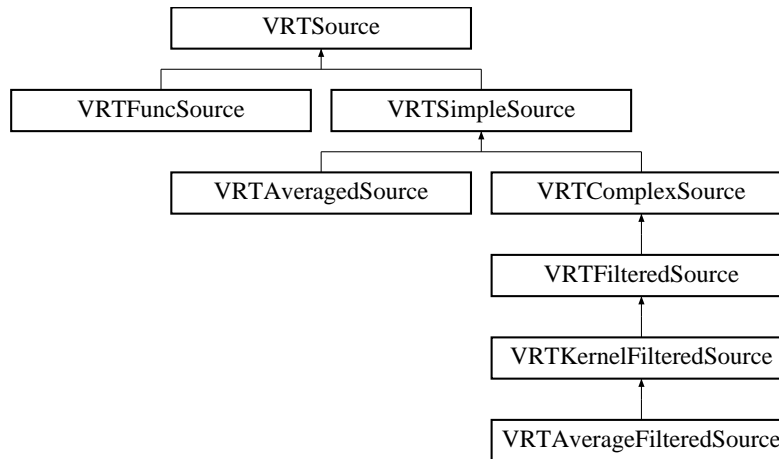 VRTSource
VRTFuncSource
VRTSimpleSource
VRTAveragedSource
VRTComplexSource
VRTFilteredSource
VRTKernelFilteredSource
VRTAverageFilteredSource